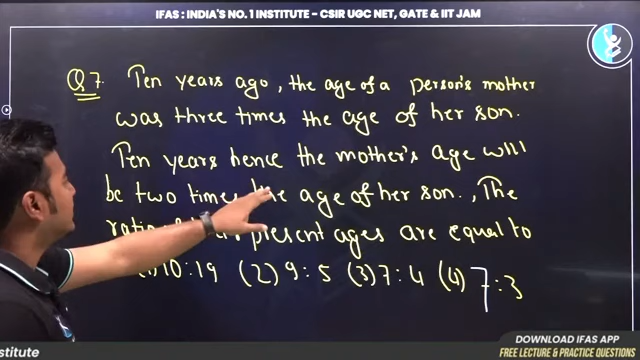 IFAS : INDIA'S NO. 1 INSTITUTE - CSIR UGC NET, GATE & IIT JAM
Q7. Ten years ago, the age of a person's mother
was three times the age of her son.
Ten years hence the mother's age will
be two times the age of her son., The
present ages are equal to
10:19 (2) 9:5 (3) 7:4 (4) 7:3
DOWNLOAD IFAS APP
stitute
FREE LECTURE & PRACTICE QUESTIONS